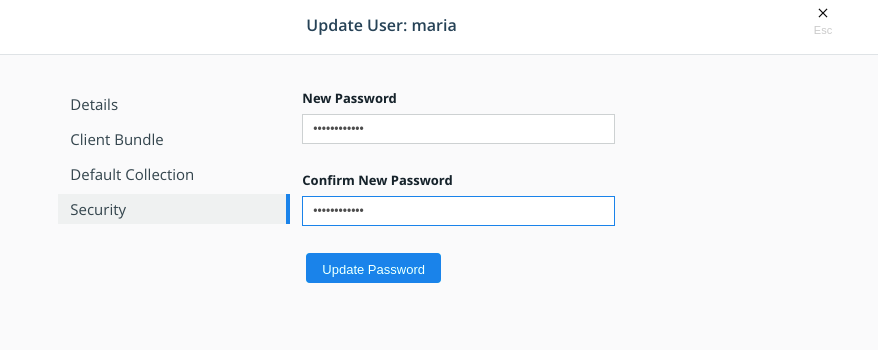 Update User: maria
Esc
Details
Client Bundle
Default Collection
Security
New Password
••••••••••••
Confirm New Password
••••••••••••
Update Password